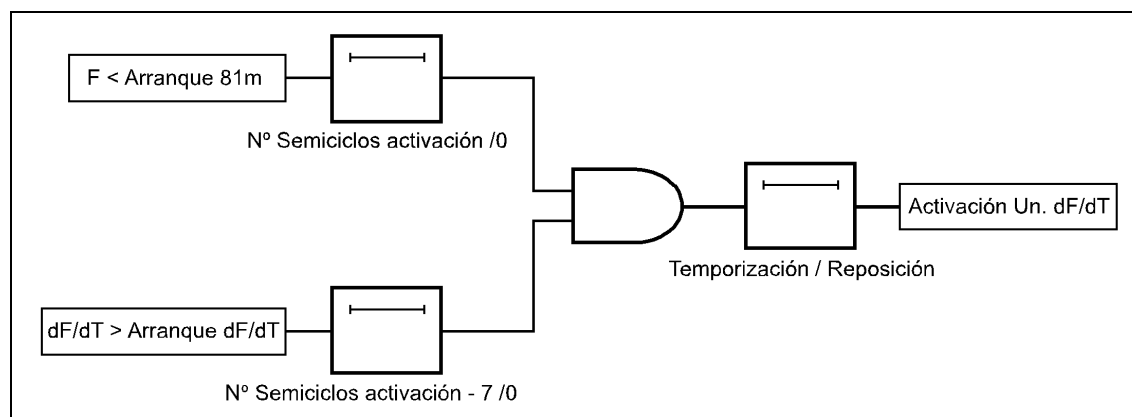 F < Arranque 81m
Nº Semiciclos activación /0
Activación Un. dF/dT
Temporización / Reposición
dF/dT > Arranque dF/dT
Nº Semiciclos activación - 7 /0